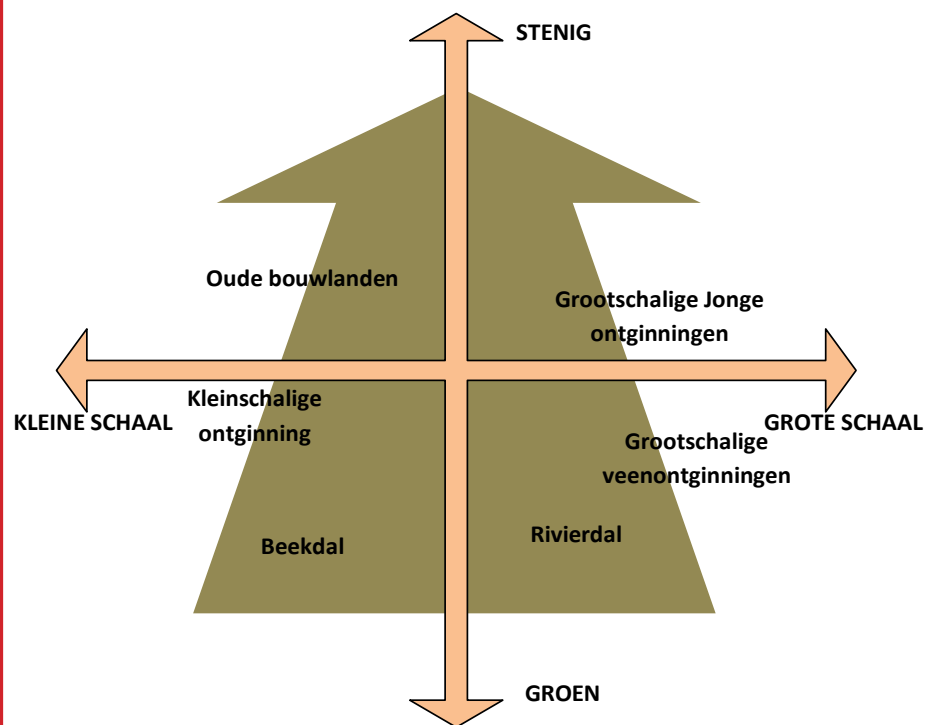 STENIG
Oude bouwlanden
Grootschalige Jonge
ontginningen
Kleinschalige
ontginning
KLEINE SCHAAL
GROTE SCHAAL
Grootschalige
veenontginningen
Beekdal
Rivierdal
GROEN